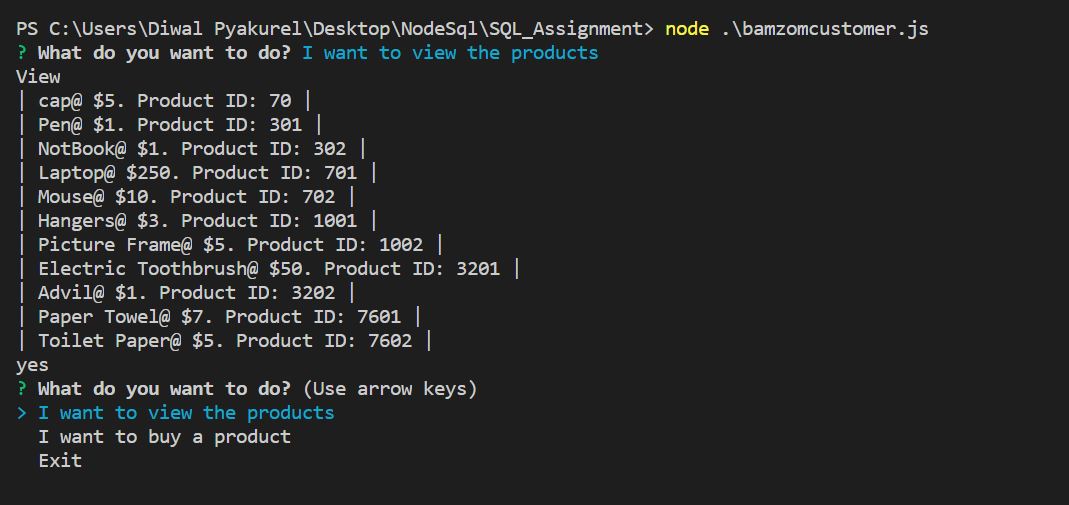 PS C:\Users\Diwal Pyakurel\Desktop\NodeSql\SQL_Assignment> node .\bamzomcustomer.js
? What do you want to do? I want to view the products
View
| cap@ $5. Product ID: 70 |
| Pen@ $1. Product ID: 301 |
| NotBook@ $1. Product ID: 302 |
| Laptop@ $250. Product ID: 701 |
| Mouse@ $10. Product ID: 702 |
| Hangers@ $3. Product ID: 1001 |
| Picture Frame@ $5. Product ID: 1002 |
| Electric Toothbrush@ $50. Product ID: 3201 |
| Advil@ $1. Product ID: 3202 |
| Paper Towel@ $7. Product ID: 7601 |
| Toilet Paper@ $5. Product ID: 7602 |
yes
? What do you want to do? (Use arrow keys)
> I want to view the products
  I want to buy a product
  Exit